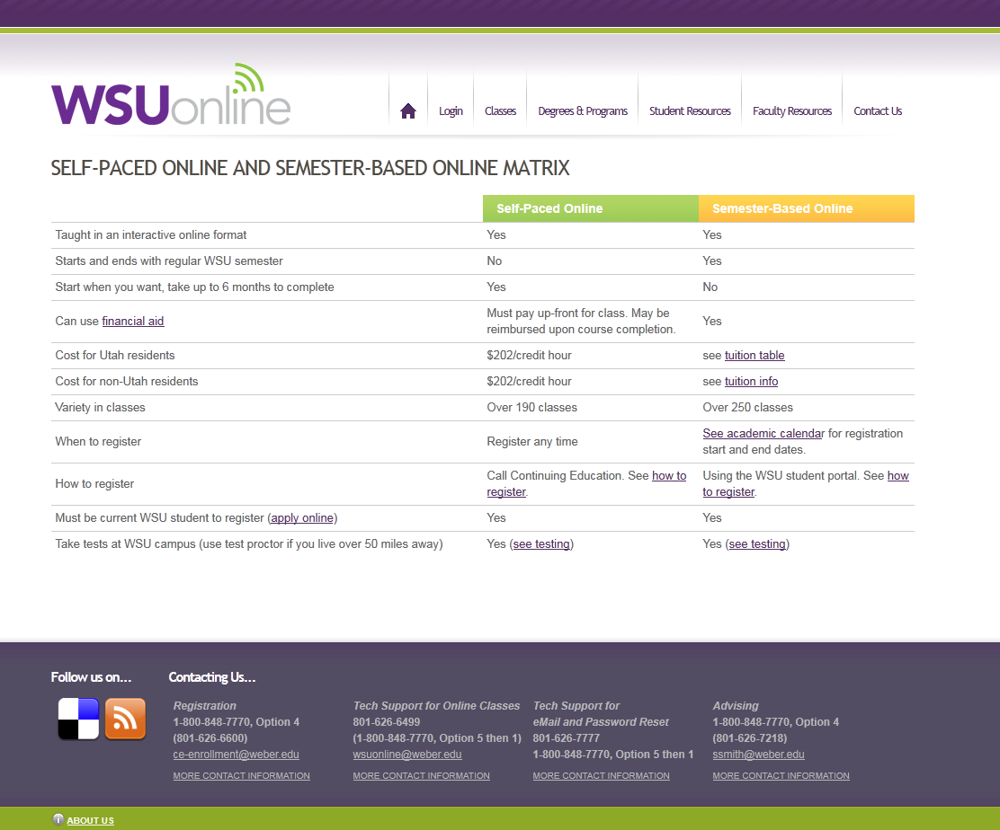 WSUonline
Login Classes Degrees & Programs Student Resources Faculty Resources Contact Us
SELF-PACED ONLINE AND SEMESTER-BASED ONLINE MATRIX
Self-Paced Online Semester-Based Online
Taught in an interactive online format Yes Yes
Starts and ends with regular WSU semester No Yes
Start when you want, take up to 6 months to complete Yes No
Can use financial aid Must pay up-front for class. May be reimbursed upon course completion. Yes
Cost for Utah residents $202/credit hour see tuition table
Cost for non-Utah residents $202/credit hour see tuition info
Variety in classes Over 190 classes Over 250 classes
When to register Register any time See academic calendar for registration start and end dates.
How to register Call Continuing Education. See how to register. Using the WSU student portal. See how to register.
Must be current WSU student to register (apply online) Yes Yes
Take tests at WSU campus (use test proctor if you live over 50 miles away) Yes (see testing) Yes (see testing)
Follow us on... Contacting Us...
Registration
1-800-848-7770, Option 4
(801-626-6600)
ce-enrollment@weber.edu
MORE CONTACT INFORMATION
Tech Support for Online Classes
801-626-6499
(1-800-848-7770, Option 5 then 1)
wsuonline@weber.edu
MORE CONTACT INFORMATION
Tech Support for
eMail and Password Reset
801-626-7777
1-800-848-7770, Option 5 then 1
MORE CONTACT INFORMATION
Advising
1-800-848-7770, Option 4
(801-626-7218)
ssmith@weber.edu
MORE CONTACT INFORMATION
ABOUT US